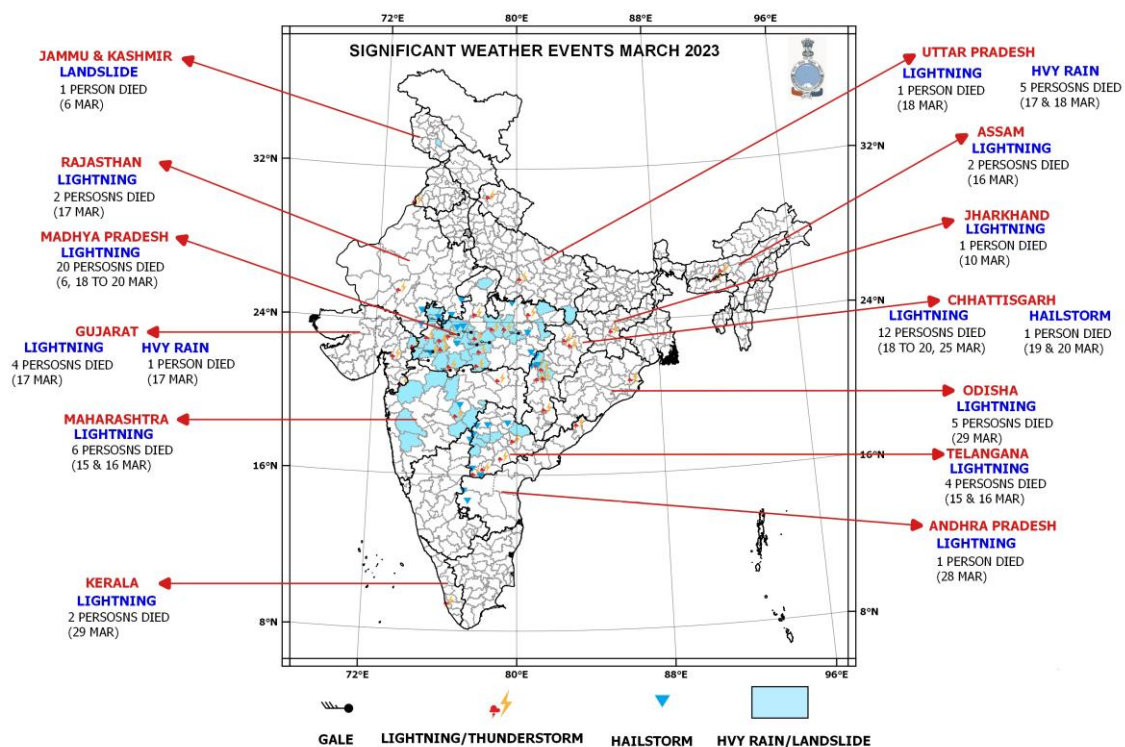 72°E 80°E 88°E 96°E
SIGNIFICANT WEATHER EVENTS MARCH 2023
JAMMU & KASHMIR
LANDSLIDE
1 PERSON DIED
(6 MAR)
RAJASTHAN
LIGHTNING
2 PERSOSNS DIED
(17 MAR)
MADHYA PRADESH
LIGHTNING
20 PERSOSNS DIED
(6, 18 TO 20 MAR)
GUJARAT
LIGHTNING HVY RAIN
4 PERSOSNS DIED 1 PERSON DIED
(17 MAR) (17 MAR)
MAHARASHTRA
LIGHTNING
6 PERSOSNS DIED
(15 & 16 MAR)
KERALA
LIGHTNING
2 PERSOSNS DIED
(29 MAR)
32°N
24°N
16°N
8°N
UTTAR PRADESH
LIGHTNING HVY RAIN
1 PERSON DIED 5 PERSOSNS DIED
(18 MAR) (17 & 18 MAR)
ASSAM
LIGHTNING
2 PERSOSNS DIED
(16 MAR)
JHARKHAND
LIGHTNING
1 PERSON DIED
(10 MAR)
CHHATTISGARH
LIGHTNING HAILSTORM
12 PERSOSNS DIED 1 PERSON DIED
(18 TO 20, 25 MAR) (19 & 20 MAR)
ODISHA
LIGHTNING
5 PERSOSNS DIED
(29 MAR)
TELANGANA
LIGHTNING
4 PERSOSNS DIED
(15 & 16 MAR)
ANDHRA PRADESH
LIGHTNING
1 PERSON DIED
(28 MAR)
32°N
24°N
16°N
8°N
72°E 80°E 88°E 96°E
GALE LIGHTNING/THUNDERSTORM HAILSTORM HVY RAIN/LANDSLIDE